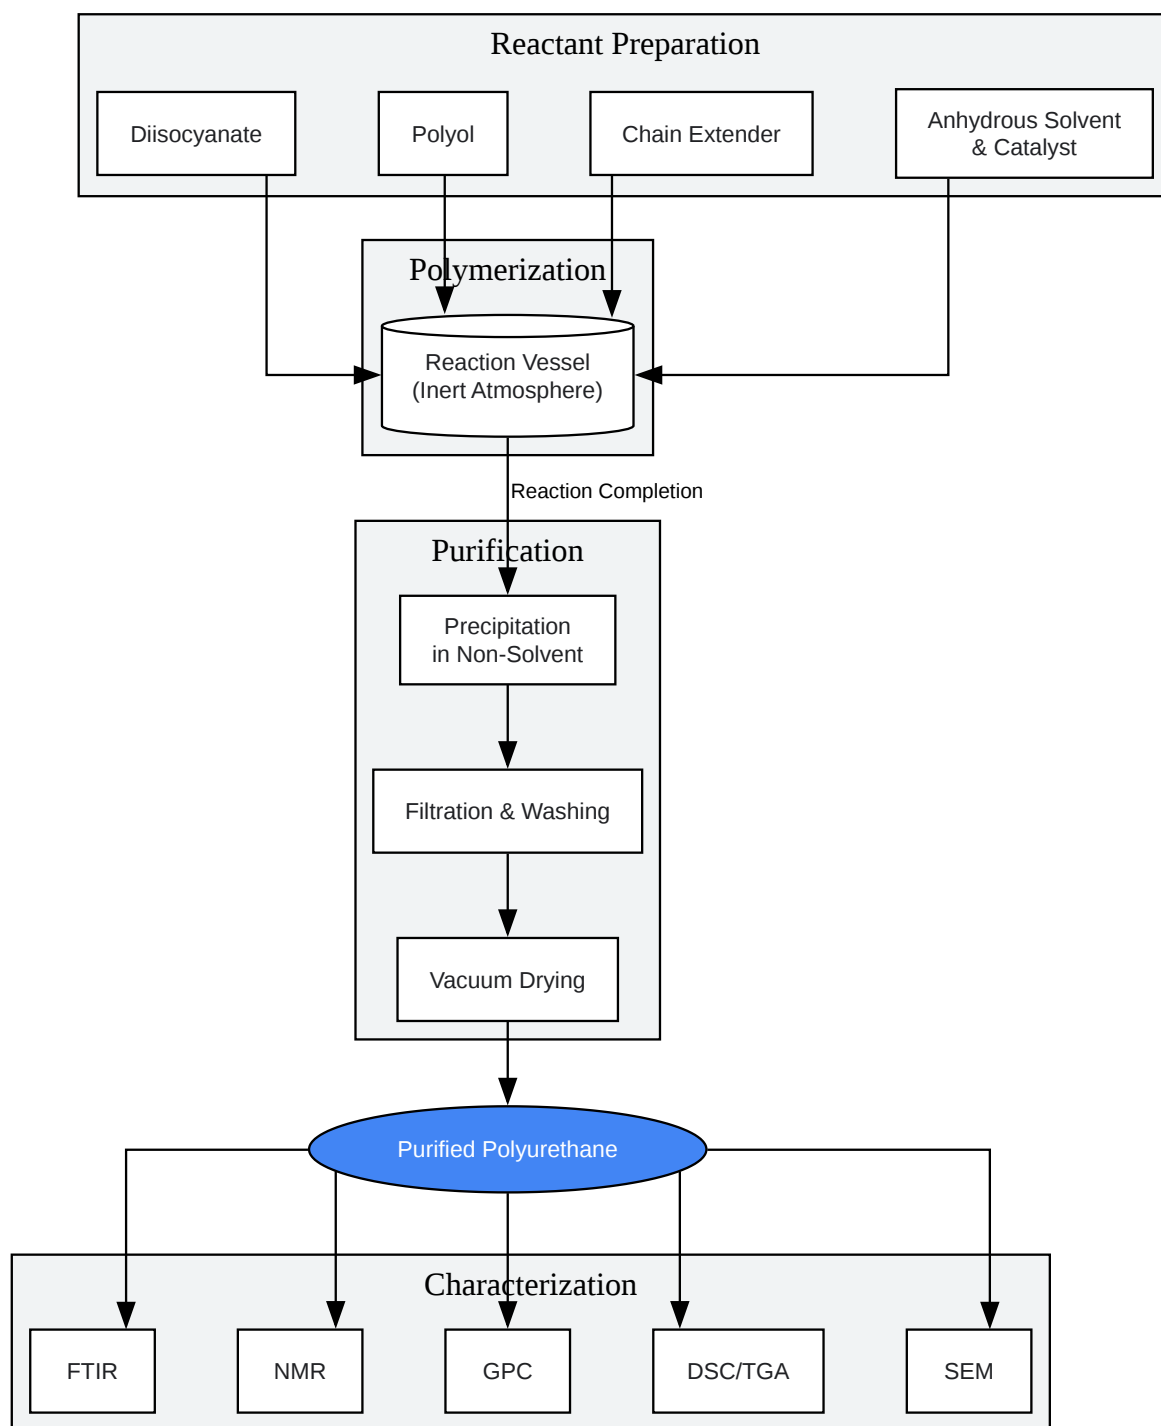 Reactant Preparation
Diisocyanate
Polyol
Chain Extender
Anhydrous Solvent
& Catalyst
Polymerization
Reaction Vessel
(Inert Atmosphere)
Reaction Completion
Purification
Precipitation
in Non-Solvent
Filtration & Washing
Vacuum Drying
Purified Polyurethane
Characterization
FTIR
NMR
GPC
DSC/TGA
SEM